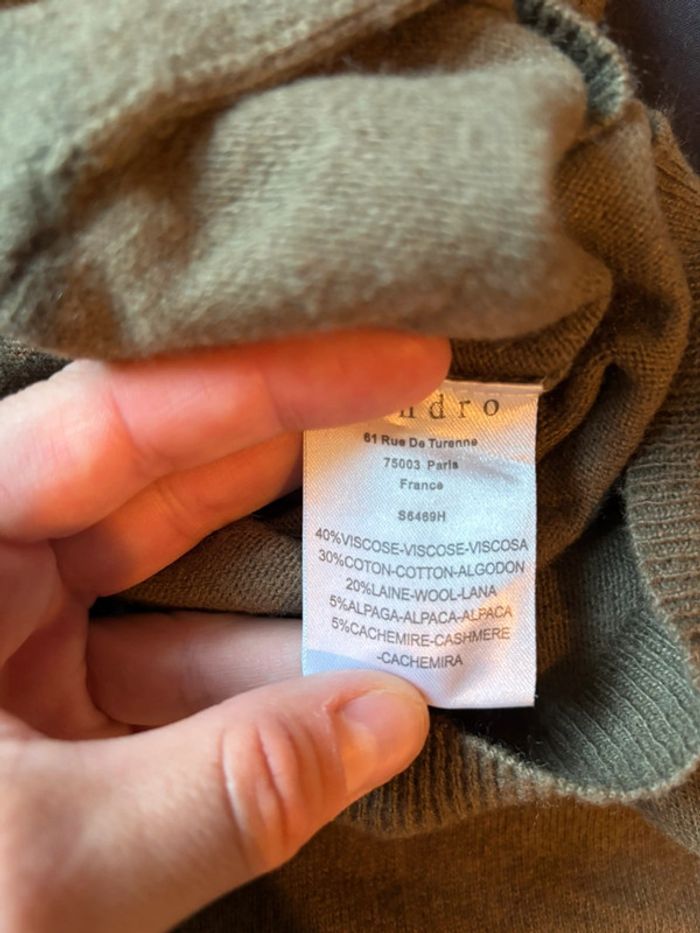 ndro
61 Rue De Turenne
75003 Paris
France
S6469H
40%VISCOSE-VISCOSE-VISCOSA
30%COTON-COTTON-ALGODON
20%LAINE-WOOL-LANA
5%ALPAGA-ALPACA-ALPACA
5%CACHEMIRE-CASHMERE
-CACHEMIRA